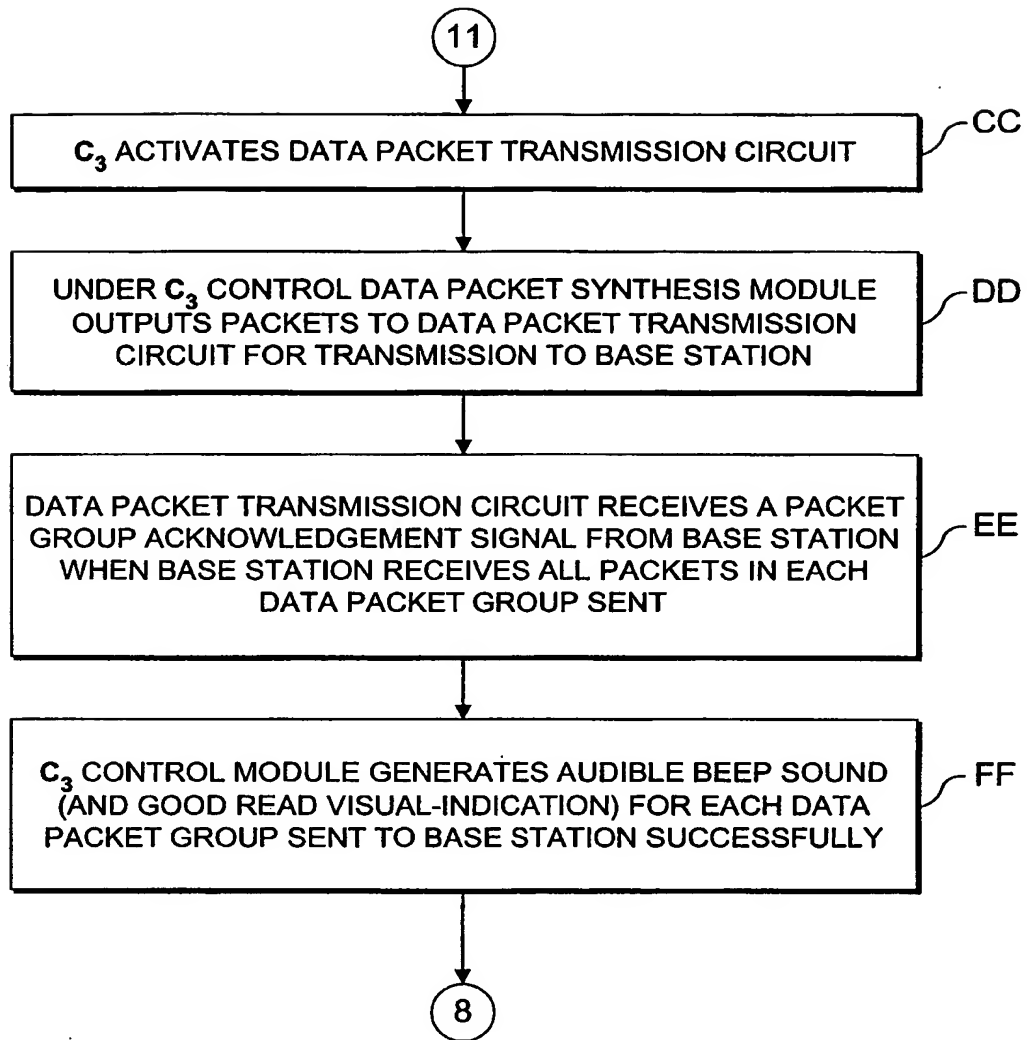 11
C3 ACTIVATES DATA PACKET TRANSMISSION CIRCUIT
CC
UNDER C3 CONTROL DATA PACKET SYNTHESIS MODULE
OUTPUTS PACKETS TO DATA PACKET TRANSMISSION
CIRCUIT FOR TRANSMISSION TO BASE STATION
DD
DATA PACKET TRANSMISSION CIRCUIT RECEIVES A PACKET
GROUP ACKNOWLEDGEMENT SIGNAL FROM BASE STATION
WHEN BASE STATION RECEIVES ALL PACKETS IN EACH
DATA PACKET GROUP SENT
EE
C3 CONTROL MODULE GENERATES AUDIBLE BEEP SOUND
(AND GOOD READ VISUAL-INDICATION) FOR EACH DATA
PACKET GROUP SENT TO BASE STATION SUCCESSFULLY
FF
8